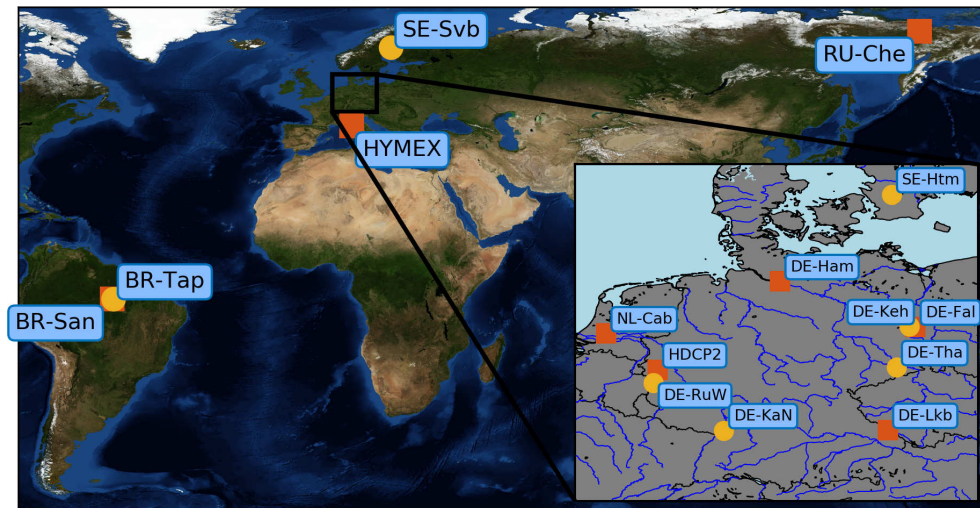 SE-Svb
RU-Che
HYMEX
SE-Htm
BR-Tap
DE-Ham
BR-San
NL-Cab
DE-Keh
DE-Fal
HDCP2
DE-Tha
DE-RuW
DE-KaN
DE-Lkb